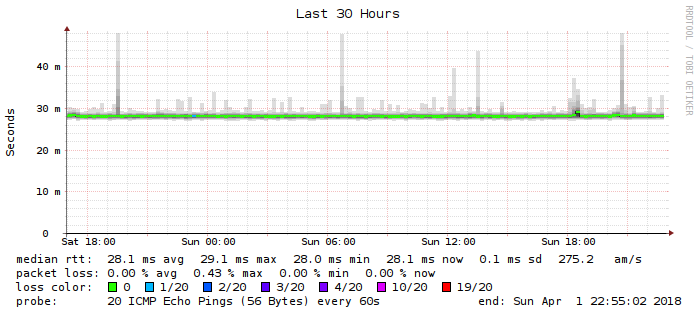 Last 30 Hours
RRDTOOL / TOBI OETIKER
Seconds
40 m
30 m
20 m
10 m
0
Sat 18:00 Sun 00:00 Sun 06:00 Sun 12:00 Sun 18:00
median rtt: 28.1 ms avg 29.1 ms max 28.0 ms min 28.1 ms now 0.1 ms sd 275.2 am/s
packet loss: 0.00 % avg 0.43 % max 0.00 % min 0.00 % now
loss color: 0 1/20 2/20 3/20 4/20 10/20 19/20
probe: 20 ICMP Echo Pings (56 Bytes) every 60s end: Sun Apr 1 22:55:02 2018